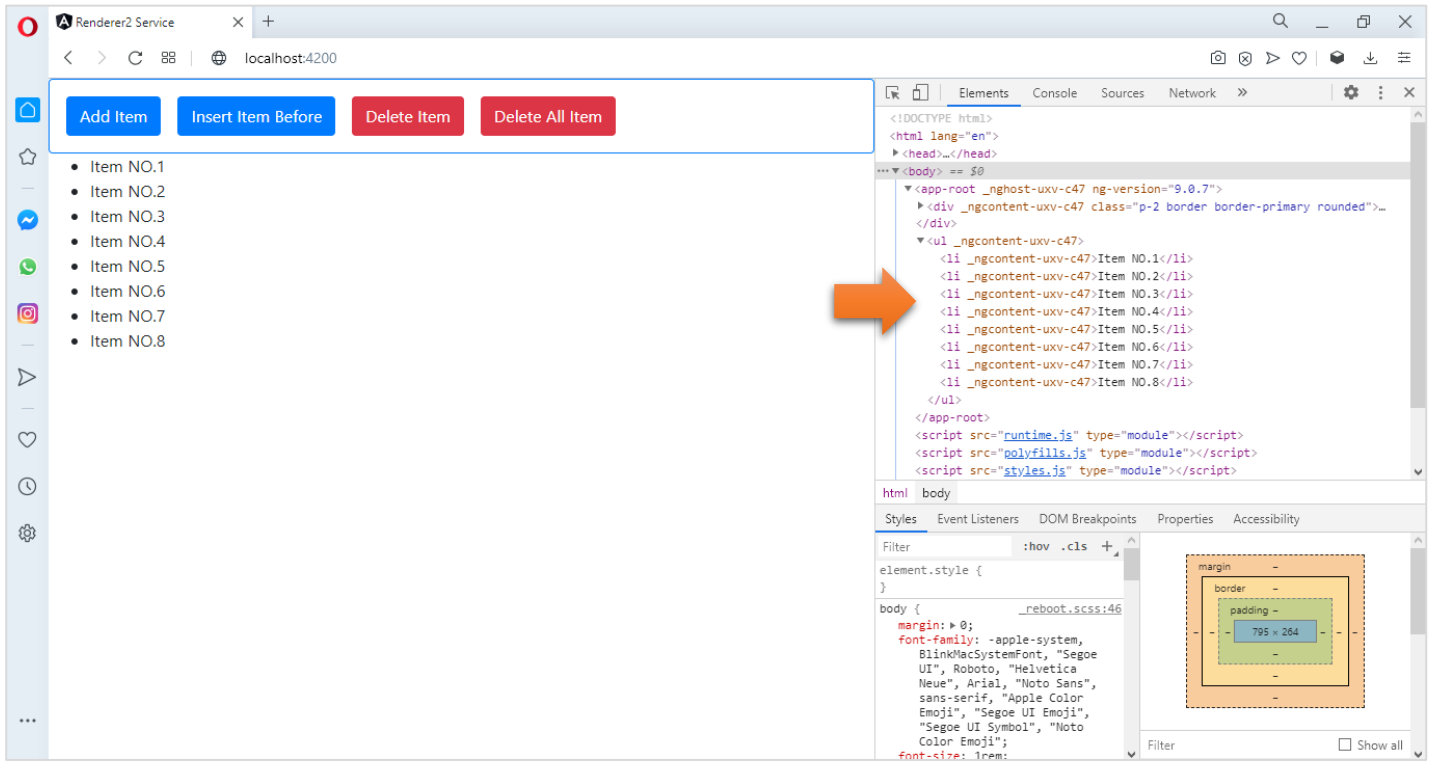 Renderer2 Service
localhost:4200
Add Item
Insert Item Before
Delete Item
Delete All Item
Item NO.1
Item NO.2
Item NO.3
Item NO.4
Item NO.5
Item NO.6
Item NO.7
Item NO.8
Elements Console Sources Network »
<!DOCTYPE html>
<html lang="en">
<head>…</head>
<body> == $0
<app-root _nghost-uxv-c47 ng-version="9.0.7">
<div _ngcontent-uxv-c47 class="p-2 border border-primary rounded">…
</div>
<ul _ngcontent-uxv-c47>
<li _ngcontent-uxv-c47>Item NO.1</li>
<li _ngcontent-uxv-c47>Item NO.2</li>
<li _ngcontent-uxv-c47>Item NO.3</li>
<li _ngcontent-uxv-c47>Item NO.4</li>
<li _ngcontent-uxv-c47>Item NO.5</li>
<li _ngcontent-uxv-c47>Item NO.6</li>
<li _ngcontent-uxv-c47>Item NO.7</li>
<li _ngcontent-uxv-c47>Item NO.8</li>
</ul>
</app-root>
<script src="runtime.js" type="module"></script>
<script src="polyfills.js" type="module"></script>
<script src="styles.js" type="module"></script>
html body
Styles Event Listeners DOM Breakpoints Properties Accessibility
Filter :hov .cls +
element.style {
}
body { _reboot.scss:46
margin: 0;
font-family: -apple-system,
BlinkMacSystemFont, "Segoe
UI", Roboto, "Helvetica
Neue", Arial, "Noto Sans",
sans-serif, "Apple Color
Emoji", "Segoe UI Emoji",
"Segoe UI Symbol", "Noto
Color Emoji";
font-size: 1rem;
margin –
border –
padding –
– – – 795 × 264 – – –
–
–
–
Filter Show all